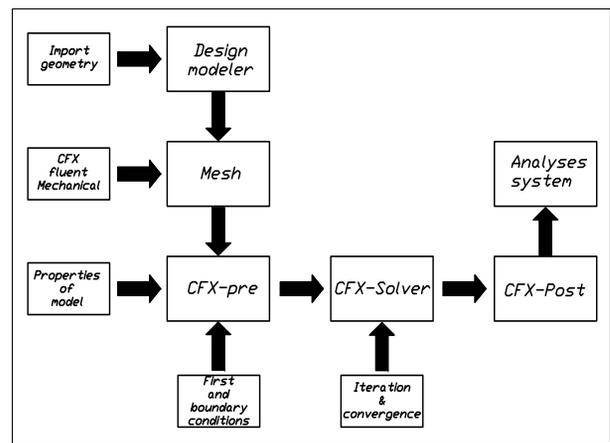 Import
geometry
Design
modeler
CFX
fluent
Mechanical
Mesh
Analyses
system
Properties
of
model
CFX-pre
CFX-Solver
CFX-Post
First
and
boundary
conditions
Iteration
&
convergence